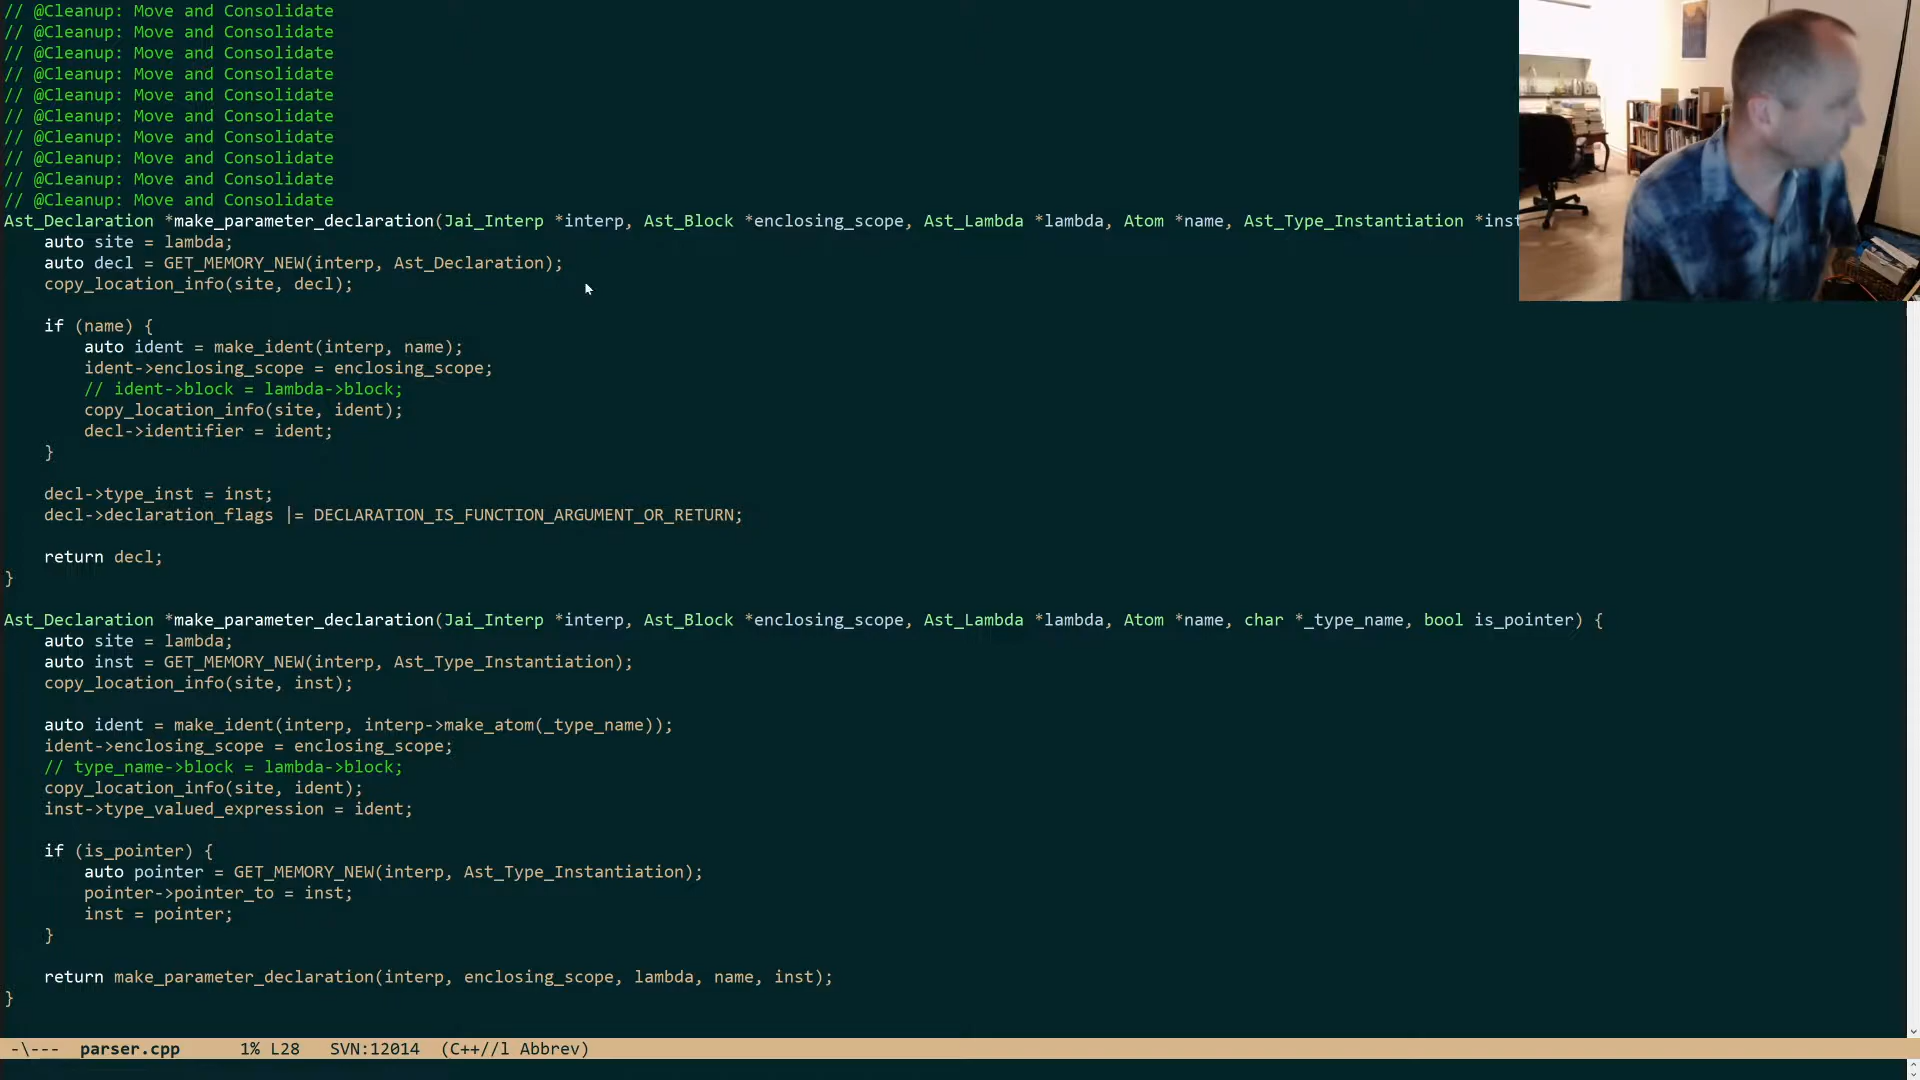 // @Cleanup: Move and Consolidate
// @Cleanup: Move and Consolidate
// @Cleanup: Move and Consolidate
// @Cleanup: Move and Consolidate
// @Cleanup: Move and Consolidate
// @Cleanup: Move and Consolidate
// @Cleanup: Move and Consolidate
// @Cleanup: Move and Consolidate
// @Cleanup: Move and Consolidate
// @Cleanup: Move and Consolidate
Ast_Declaration *make_parameter_declaration(Jai_Interp *interp, Ast_Block *enclosing_scope, Ast_Lambda *lambda, Atom *name, Ast_Type_Instantiation *inst
    auto site = lambda;
    auto decl = GET_MEMORY_NEW(interp, Ast_Declaration);
    copy_location_info(site, decl);
    if (name) {
        auto ident = make_ident(interp, name);
        ident->enclosing_scope = enclosing_scope;
        // ident->block = lambda->block;
        copy_location_info(site, ident);
        decl->identifier = ident;
    }
    decl->type_inst = inst;
    decl->declaration_flags |= DECLARATION_IS_FUNCTION_ARGUMENT_OR_RETURN;
    return decl;
}
Ast_Declaration *make_parameter_declaration(Jai_Interp *interp, Ast_Block *enclosing_scope, Ast_Lambda *lambda, Atom *name, char *_type_name, bool is_pointer) {
    auto site = lambda;
    auto inst = GET_MEMORY_NEW(interp, Ast_Type_Instantiation);
    copy_location_info(site, inst);
    auto ident = make_ident(interp, interp->make_atom(_type_name));
    ident->enclosing_scope = enclosing_scope;
    // type_name->block = lambda->block;
    copy_location_info(site, ident);
    inst->type_valued_expression = ident;
    if (is_pointer) {
        auto pointer = GET_MEMORY_NEW(interp, Ast_Type_Instantiation);
        pointer->pointer_to = inst;
        inst = pointer;
    }
    return make_parameter_declaration(interp, enclosing_scope, lambda, name, inst);
}
-\--- parser.cpp 1% L28 SVN:12014 (C++//l Abbrev)